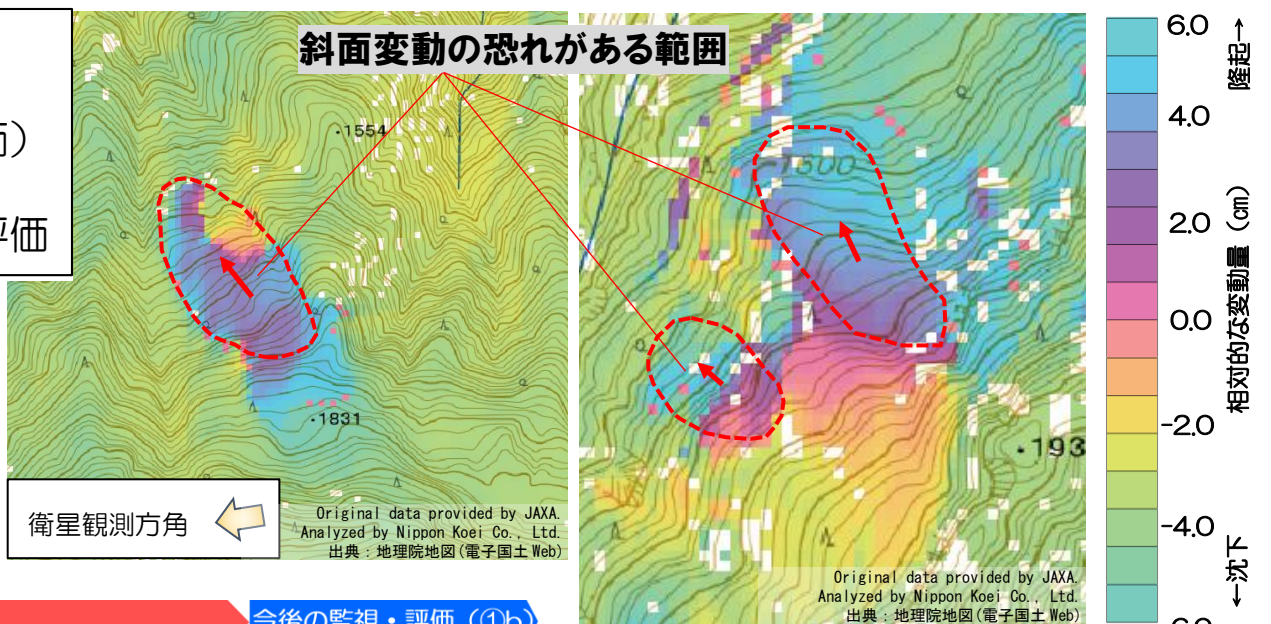 斜面変動の恐れがある範囲
価）
評価
・1554
・1831
衛星観測方角
Original data provided by JAXA.
Analyzed by Nippon Koei Co., Ltd.
出典：地理院地図(電子国土Web)
1500
・193
Original data provided by JAXA.
Analyzed by Nippon Koei Co., Ltd.
出典：地理院地図(電子国土Web)
6.0
4.0
2.0
0.0
-2.0
-4.0
隆起→
相対的な変動量（㎝）
←沈下
今後の監視・評価（①b）